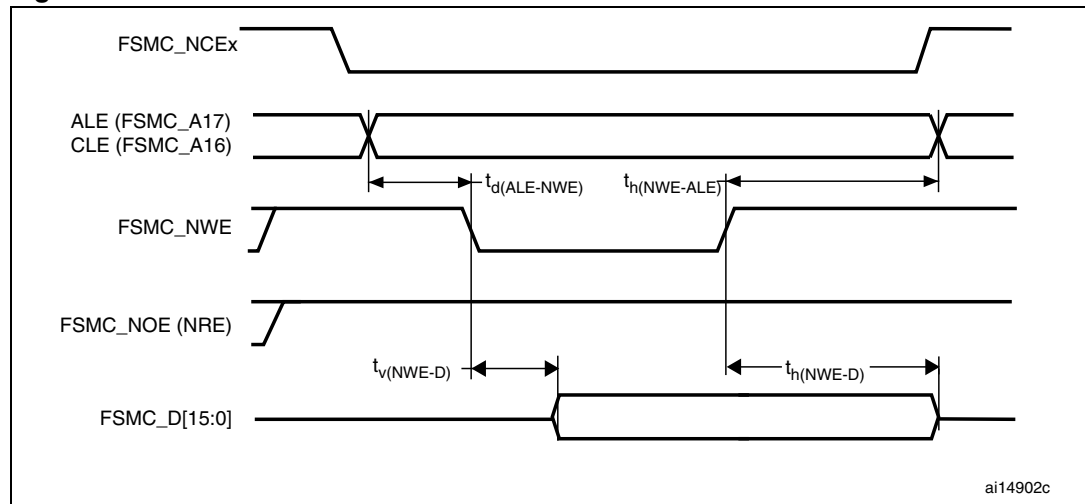 FSMC_NCEx
ALE (FSMC_A17)
CLE (FSMC_A16)
td(ALE-NWE)
th(NWE-ALE)
FSMC_NWE
FSMC_NOE (NRE)
tv(NWE-D)
th(NWE-D)
FSMC_D[15:0]
ai14902c